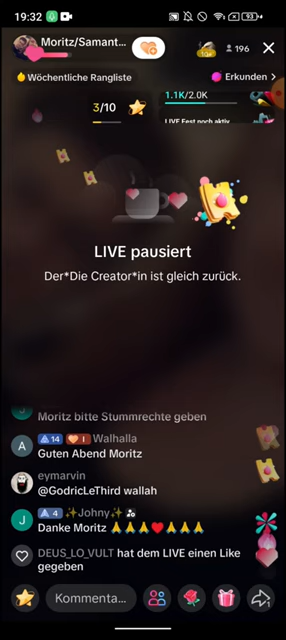 19:32
93
Moritz/Samant...
196
Wöchentliche Rangliste
Erkunden >
3/10
1.1K/2.0K
LIVE Fest noch aktiv
LIVE pausiert
Der*Die Creator*in ist gleich zurück.
Moritz bitte Stummrechte geben
A 14 I Walhalla
Guten Abend Moritz
eymarvin
@GodricLeThird wallah
J 4 ✨Johny✨
Danke Moritz 🙏🙏🙏❤️🙏🙏🙏
DEUS_LO_VULT hat dem LIVE einen Like
gegeben
Kommenta...
1